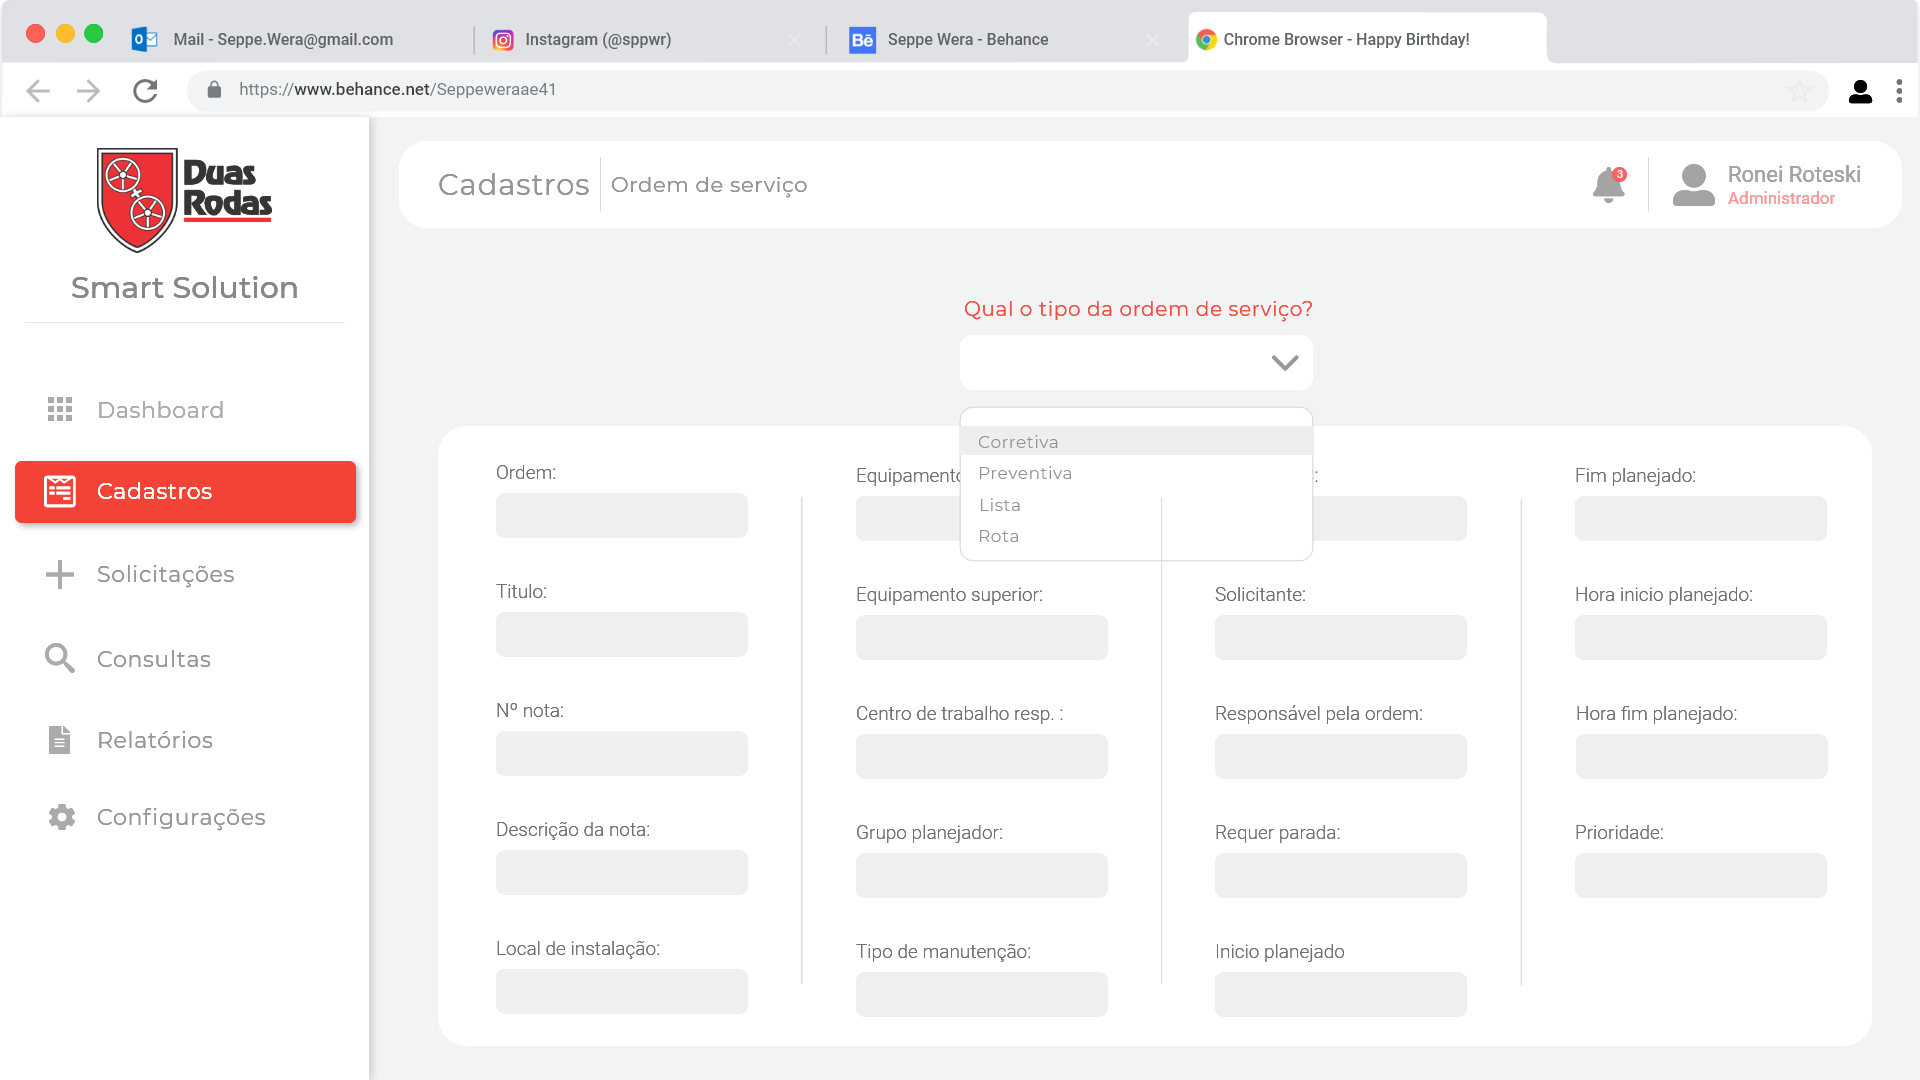 Mail - Seppe.Wera@gmail.com
Instagram (@sppwr)
Bē
Seppe Wera - Behance
Chrome Browser - Happy Birthday!
https://www.behance.net/Seppeweraae41
Duas
Rodas
Smart Solution
Dashboard
Cadastros
Solicitações
Consultas
Relatórios
Configurações
Cadastros
Ordem de serviço
3
Ronei Roteski
Administrador
Qual o tipo da ordem de serviço?
Corretiva
Preventiva
Lista
Rota
Ordem:
Titulo:
Nº nota:
Descrição da nota:
Local de instalação:
Equipamento
Equipamento superior:
Centro de trabalho resp. :
Grupo planejador:
Tipo de manutenção:
Solicitante:
Responsável pela ordem:
Requer parada:
Inicio planejado
Fim planejado:
Hora inicio planejado:
Hora fim planejado:
Prioridade: